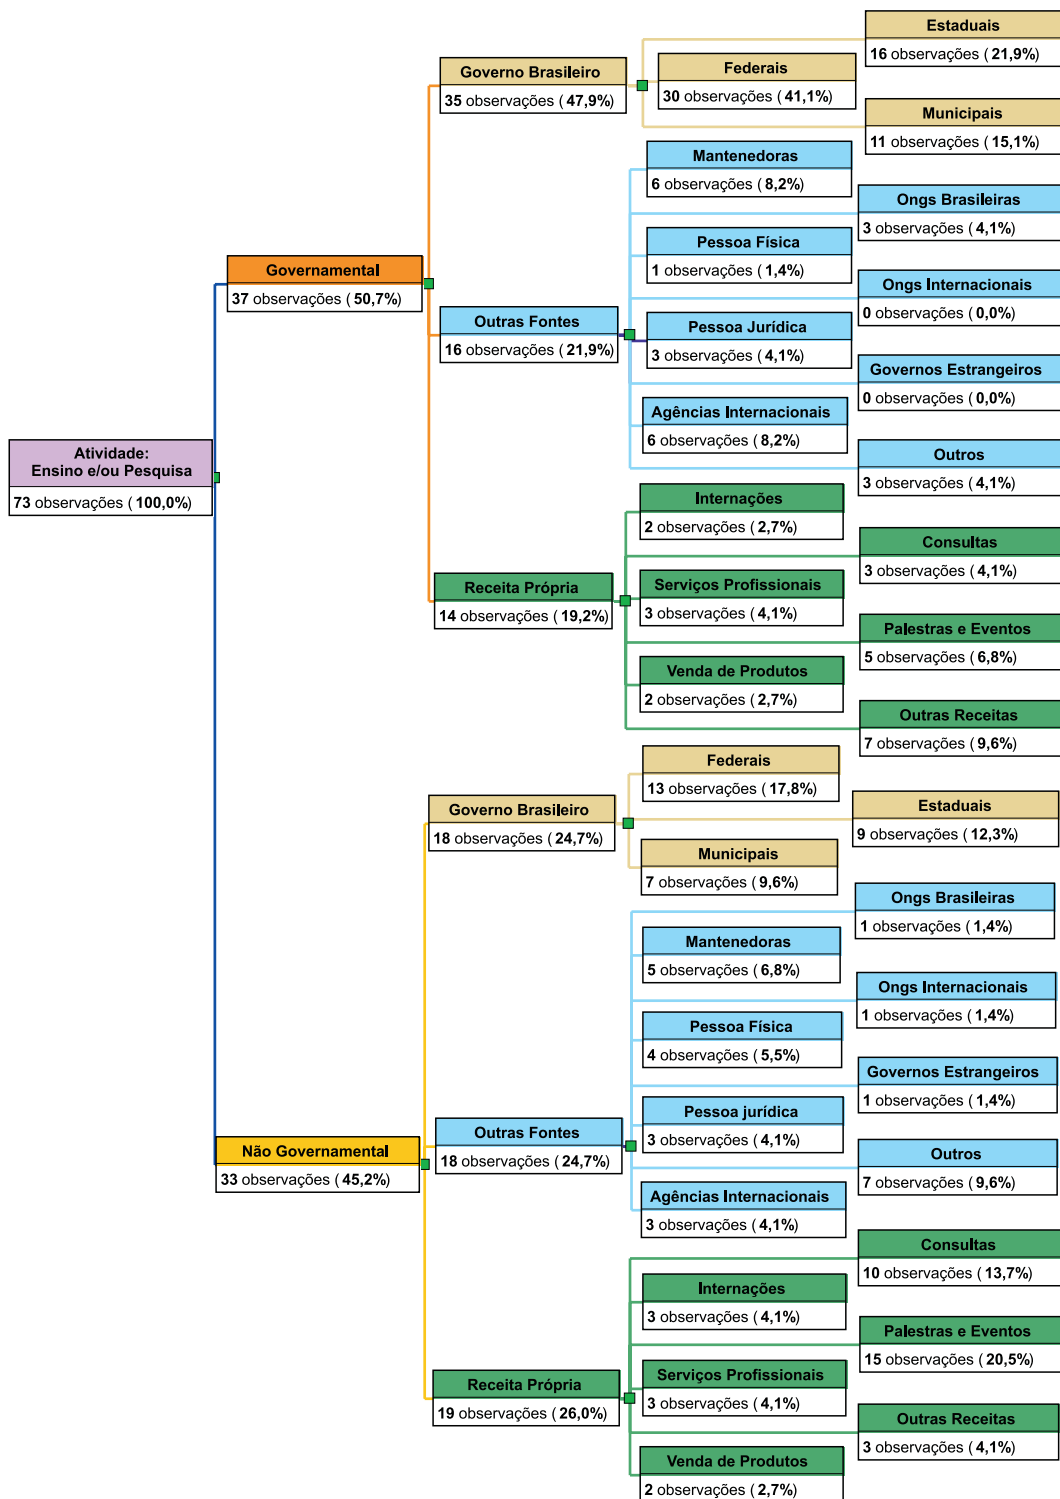 Estaduais
16 observações ( 21,9%)
Governo Brasileiro
35 observações ( 47,9%)
Federais
30 observações ( 41,1%)
Municipais
11 observações ( 15,1%)
Mantenedoras
6 observações ( 8,2%)
Ongs Brasileiras
3 observações ( 4,1%)
Pessoa Física
1 observações ( 1,4%)
Governamental
37 observações ( 50,7%)
Ongs Internacionais
0 observações ( 0,0%)
Outras Fontes
16 observações ( 21,9%)
Pessoa Jurídica
3 observações ( 4,1%)
Governos Estrangeiros
0 observações ( 0,0%)
Agências Internacionais
6 observações ( 8,2%)
Atividade:
Ensino e/ou Pesquisa
73 observações ( 100,0%)
Outros
3 observações ( 4,1%)
Internações
2 observações ( 2,7%)
Consultas
3 observações ( 4,1%)
Receita Própria
14 observações ( 19,2%)
Serviços Profissionais
3 observações ( 4,1%)
Palestras e Eventos
5 observações ( 6,8%)
Venda de Produtos
2 observações ( 2,7%)
Outras Receitas
7 observações ( 9,6%)
Federais
13 observações ( 17,8%)
Governo Brasileiro
18 observações ( 24,7%)
Estaduais
9 observações ( 12,3%)
Municipais
7 observações ( 9,6%)
Ongs Brasileiras
1 observações ( 1,4%)
Mantenedoras
5 observações ( 6,8%)
Ongs Internacionais
1 observações ( 1,4%)
Pessoa Física
4 observações ( 5,5%)
Governos Estrangeiros
1 observações ( 1,4%)
Pessoa jurídica
3 observações ( 4,1%)
Não Governamental
33 observações ( 45,2%)
Outras Fontes
18 observações ( 24,7%)
Outros
7 observações ( 9,6%)
Agências Internacionais
3 observações ( 4,1%)
Consultas
10 observações ( 13,7%)
Internações
3 observações ( 4,1%)
Palestras e Eventos
15 observações ( 20,5%)
Receita Própria
19 observações ( 26,0%)
Serviços Profissionais
3 observações ( 4,1%)
Outras Receitas
3 observações ( 4,1%)
Venda de Produtos
2 observações ( 2,7%)